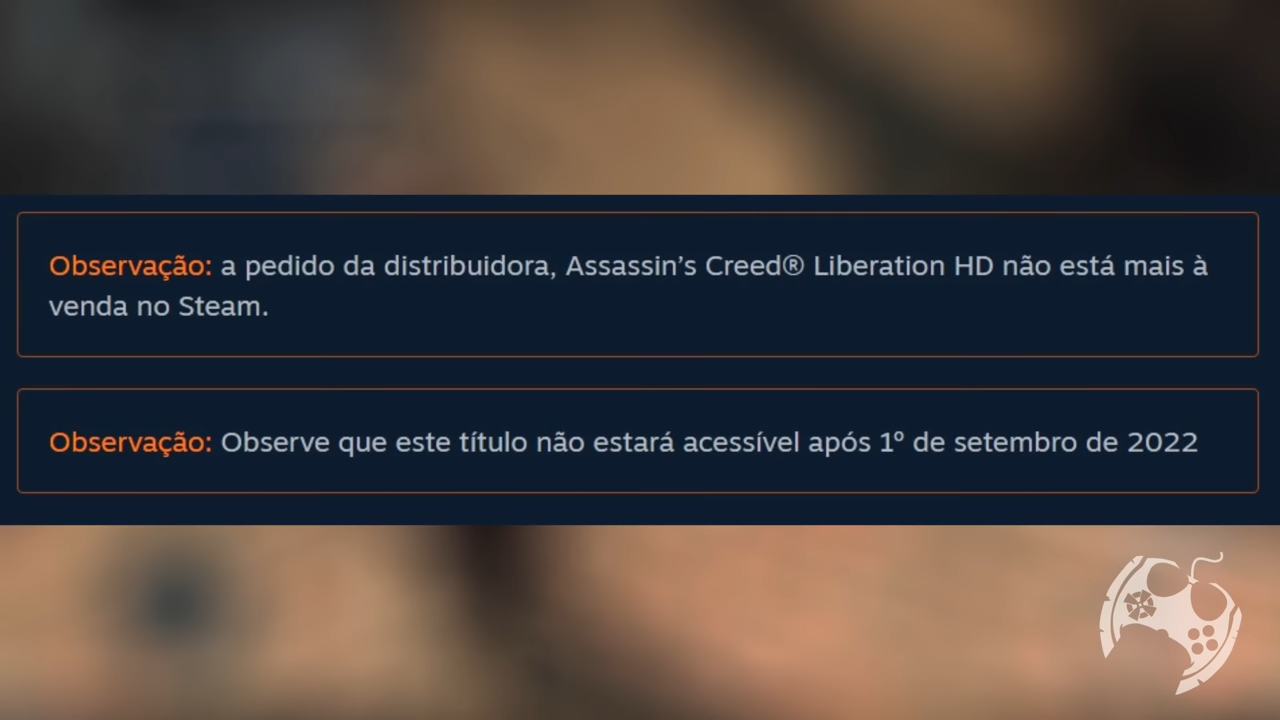 Observação: a pedido da distribuidora, Assassin’s Creed® Liberation HD não está mais à
venda no Steam.
Observação: Observe que este título não estará acessível após 1º de setembro de 2022